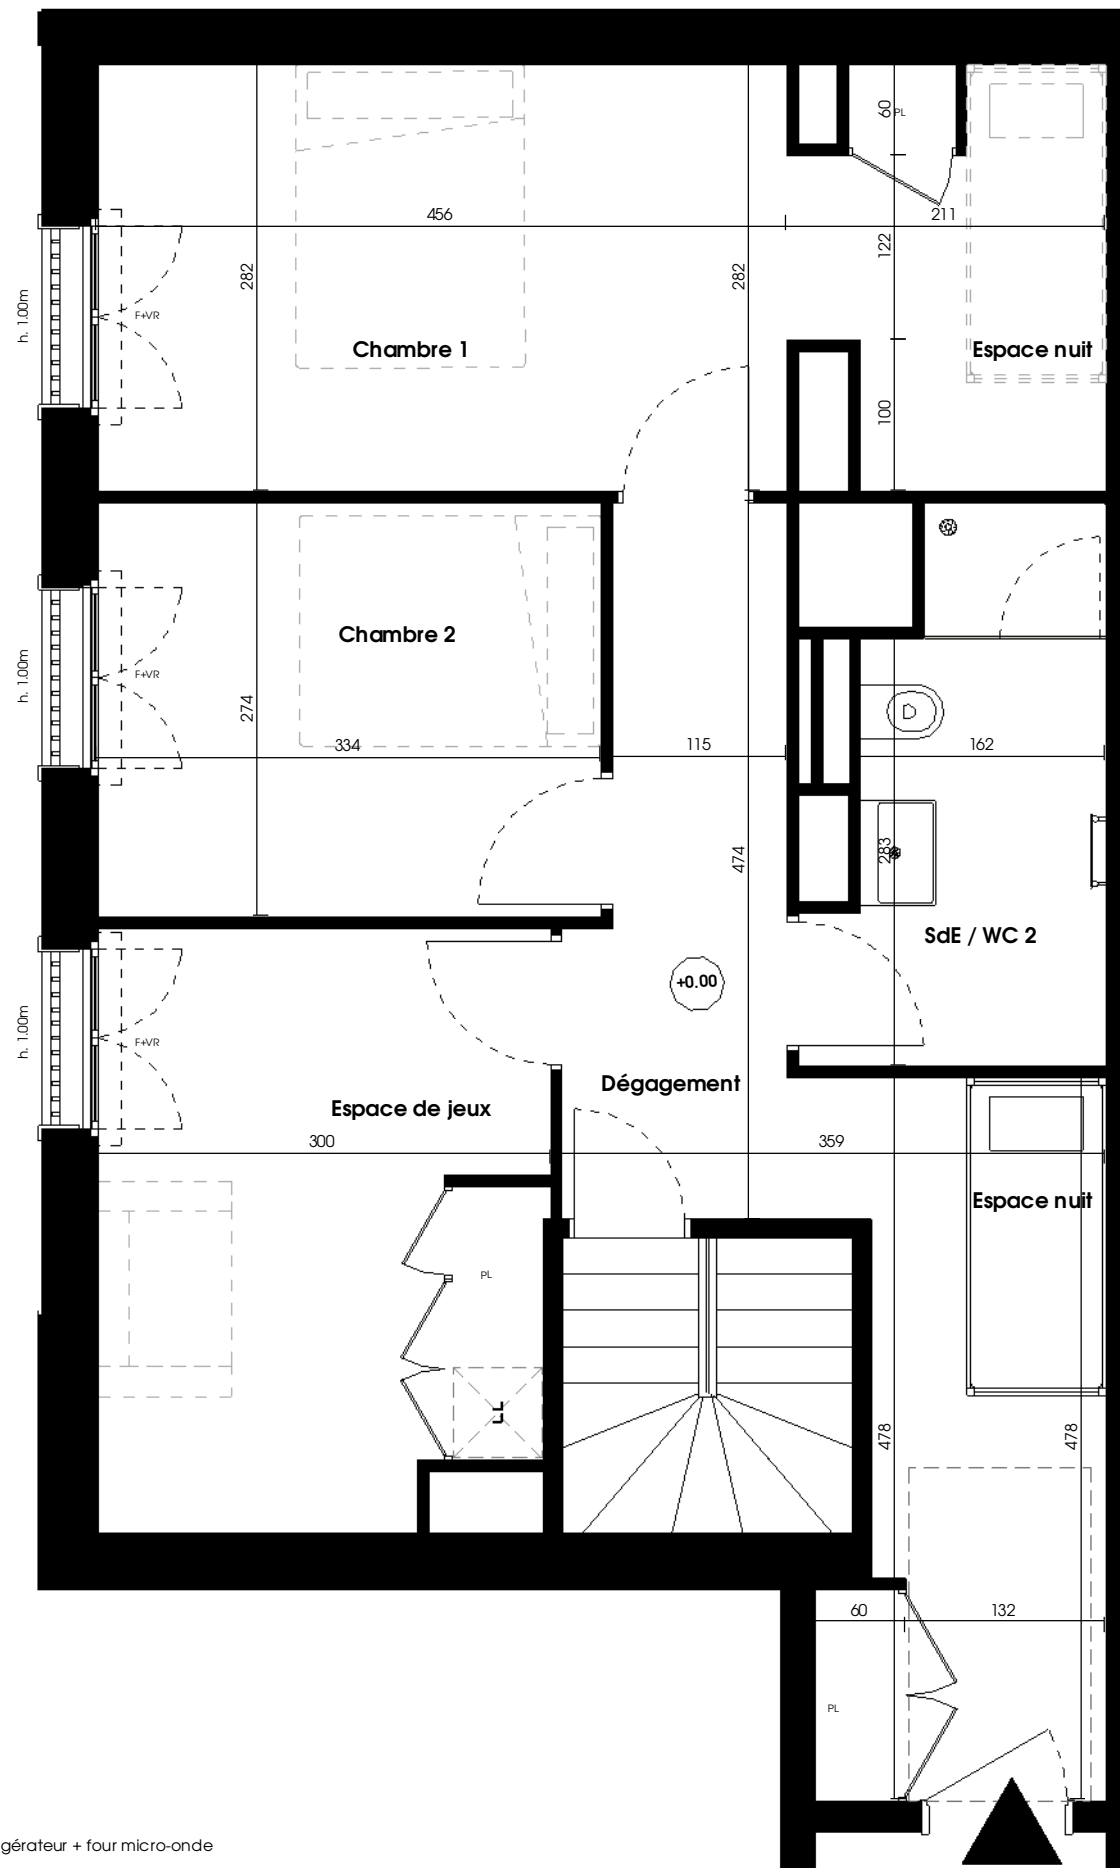 60
PL
456
211
282
282
122
h. 1.00m
F+VR
Chambre 1
Espace nuit
100
Chambre 2
h. 1.00m
F+VR
274
334
115
162
474
283
SdE / WC 2
+0.00
h. 1.00m
F+VR
Dégagement
Espace de jeux
300
359
Espace nuit
PL
LL
478
478
60
132
PL
gérateur + four micro-onde